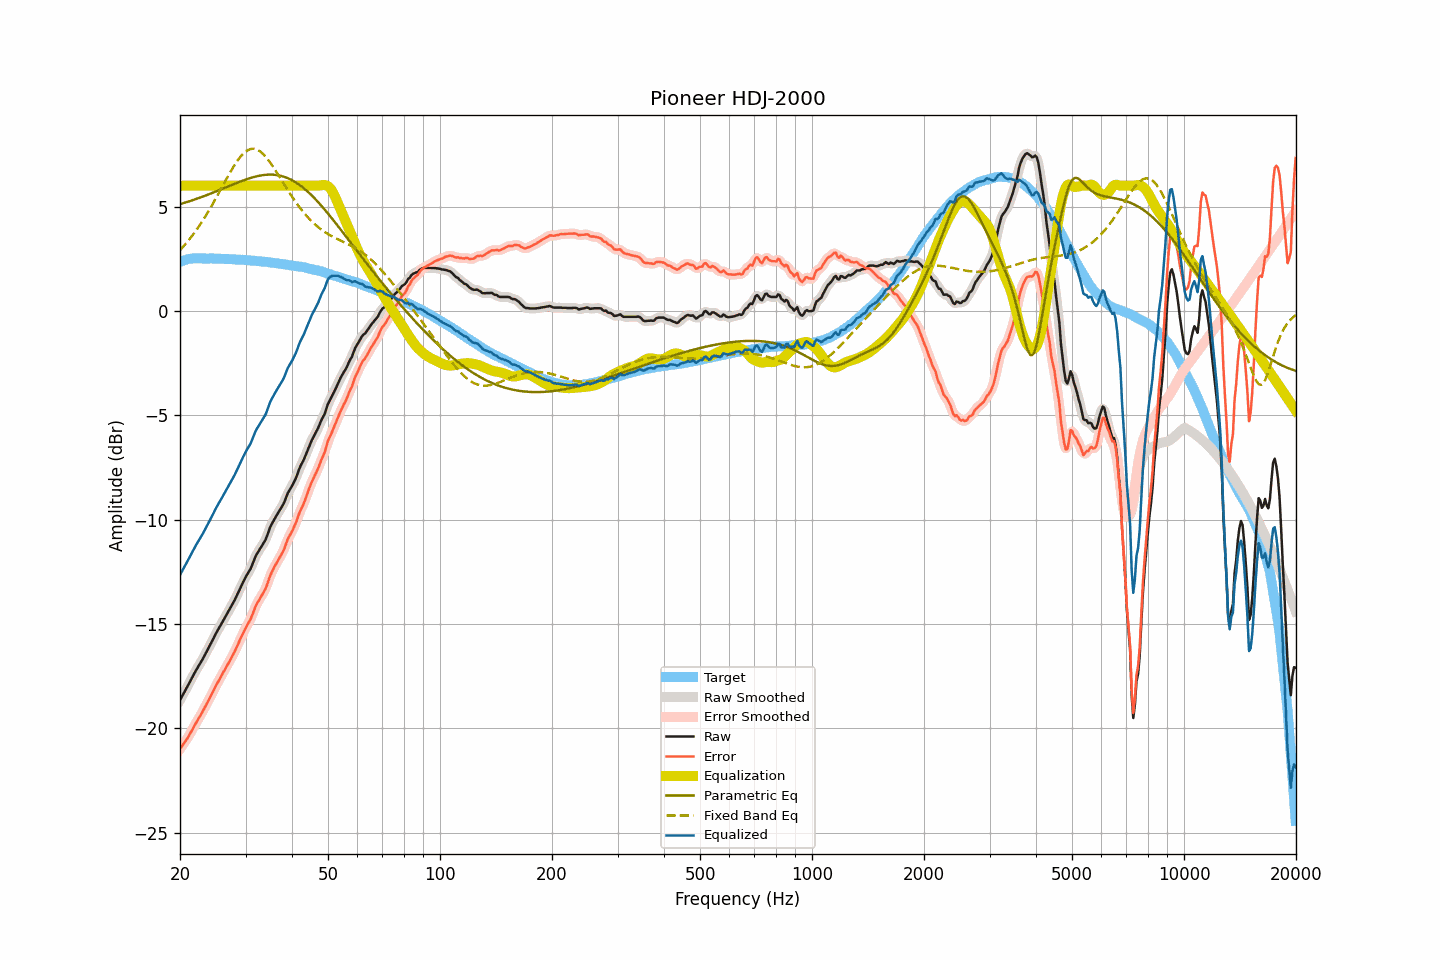 Pioneer HDJ-2000
Amplitude (dBr)
5
0
−5
−10
−15
−20
−25
Target
Raw Smoothed
Error Smoothed
Raw
Error
Equalization
Parametric Eq
Fixed Band Eq
Equalized
20 50 100 200 500 1000 2000 5000 10000 20000
Frequency (Hz)